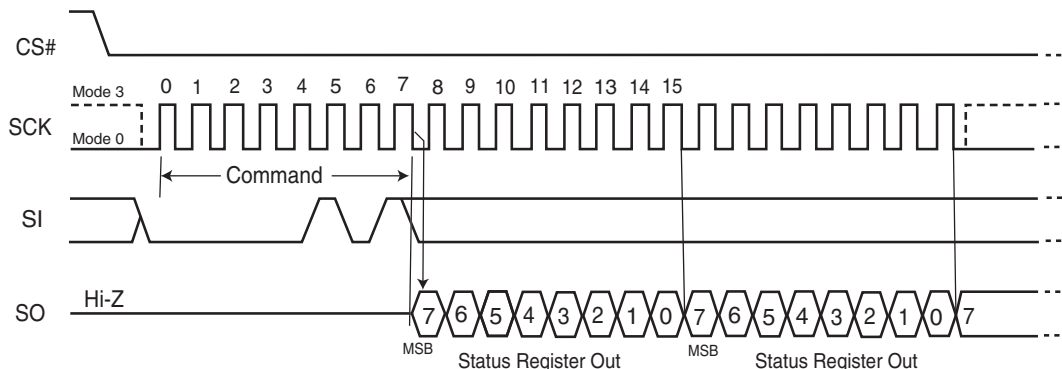 CS#
0 1 2 3 4 5 6 7 8 9 10 11 12 13 14 15
Mode 3
SCK
Mode 0
Command
SI
Hi-Z
SO
7 6 5 4 3 2 1 0 7 6 5 4 3 2 1 0 7
MSB Status Register Out MSB Status Register Out